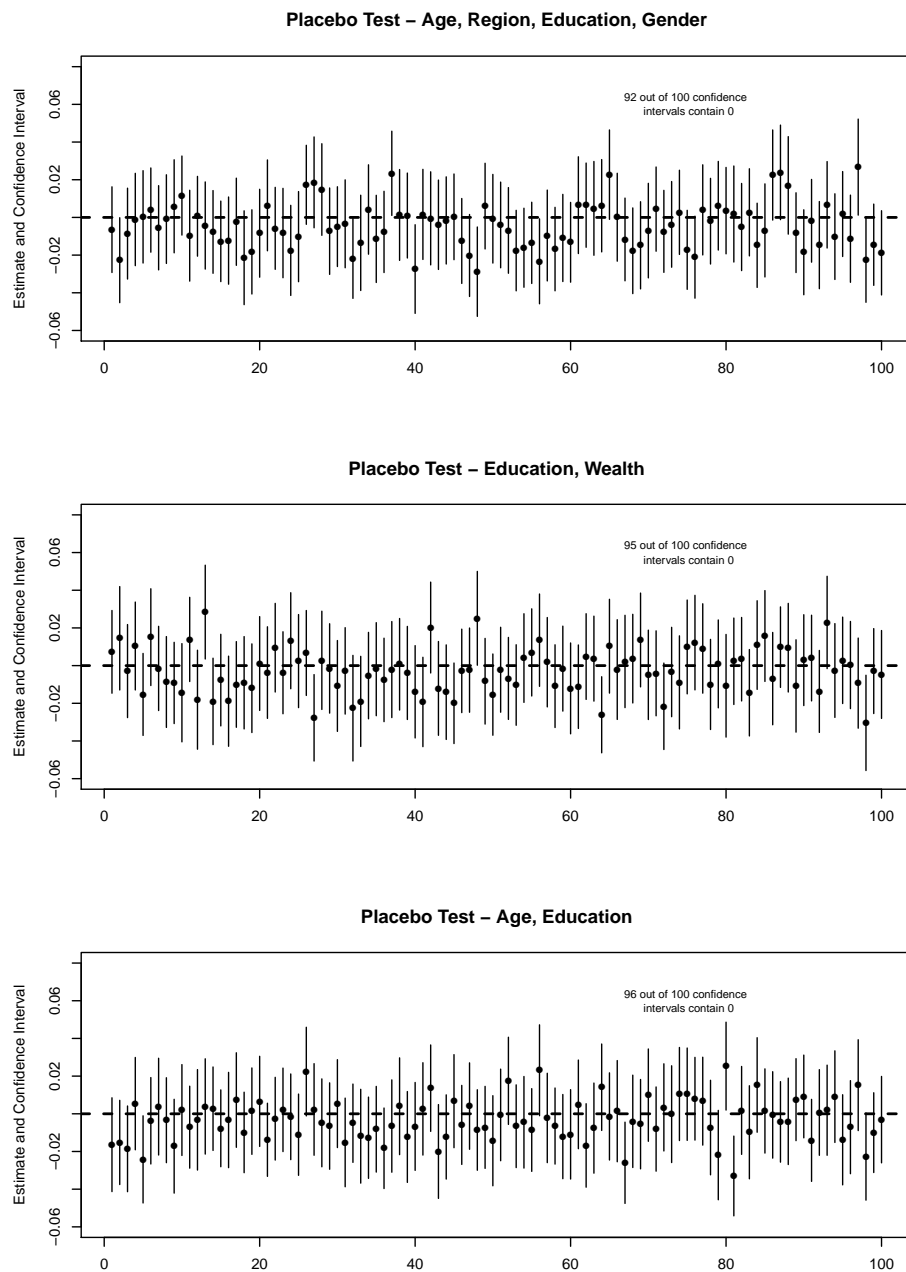 Placebo Test − Age, Region, Education, Gender
Estimate and Confidence Interval
−0.06
−0.02
0.02
0.06
92 out of 100 confidence
intervals contain 0
0 20 40 60 80 100
Placebo Test − Education, Wealth
Estimate and Confidence Interval
−0.06
−0.02
0.02
0.06
95 out of 100 confidence
intervals contain 0
0 20 40 60 80 100
Placebo Test − Age, Education
Estimate and Confidence Interval
−0.06
−0.02
0.02
0.06
96 out of 100 confidence
intervals contain 0
0 20 40 60 80 100